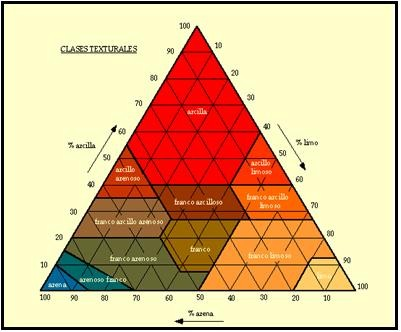 CLASES TEXTURALES
100
90
10
80
20
70
30
60
40
% arcilla
arcilla
% limo
50
50
arcillo
arenoso
arcillo
limoso
40
60
franco arcilloso
franco arcillo
limoso
30
70
franco arcillo arenoso
20
80
franco arenoso
franco
franco limoso
10
90
arena
arenoso franco
100
100
90
80
70
60
50
40
30
20
10
% arena